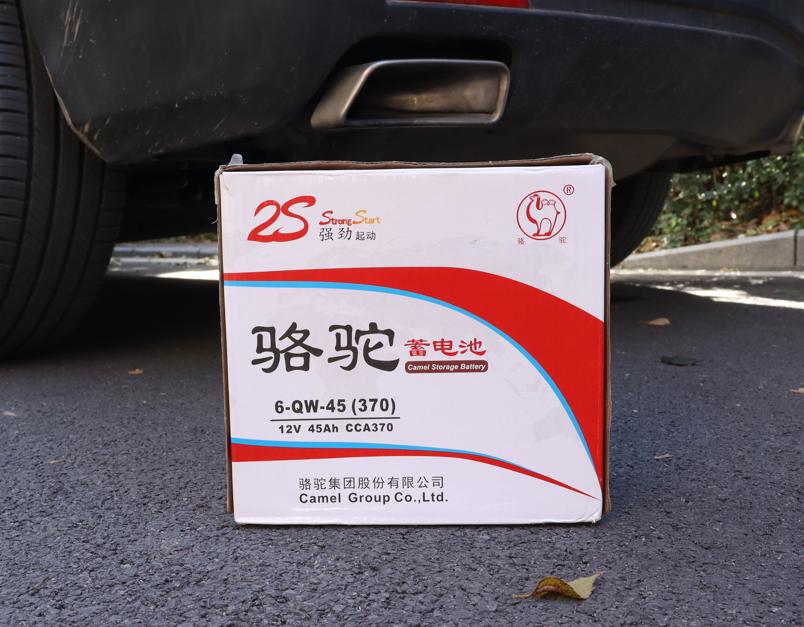 2S Strong Start
强劲起动
®
骆 驼
骆驼 蓄电池
Camel Storage Battery
6-QW-45 (370)
12V 45Ah CCA370
骆驼集团股份有限公司
Camel Group Co.,Ltd.